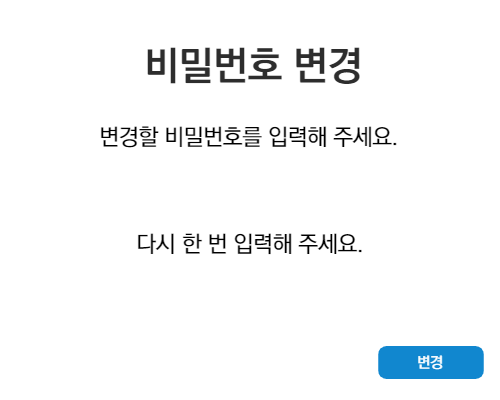 비밀번호 변경
변경할 비밀번호를 입력해 주세요.
다시 한 번 입력해 주세요.
변경